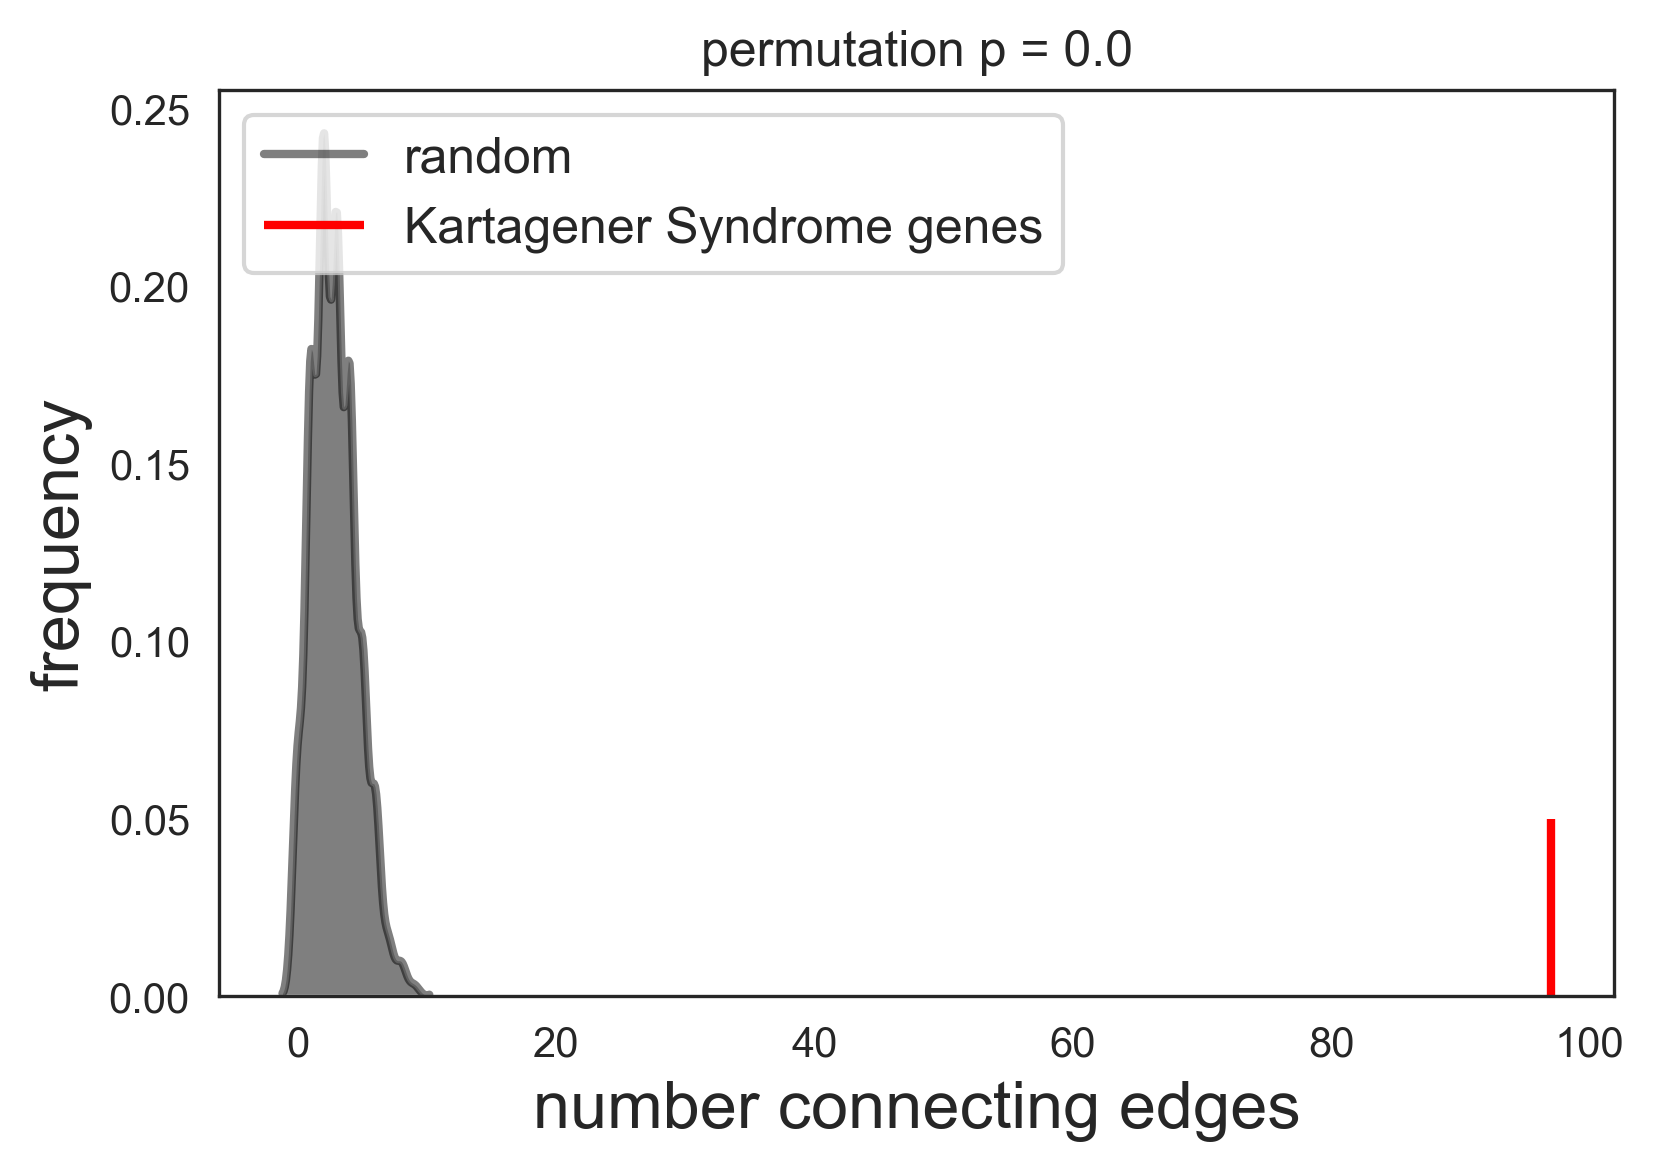 permutation p = 0.0
0.25
random
Kartagener Syndrome genes
0.20
0.15
frequency
0.10
0.05
0.00
0 20 40 60 80 100
number connecting edges